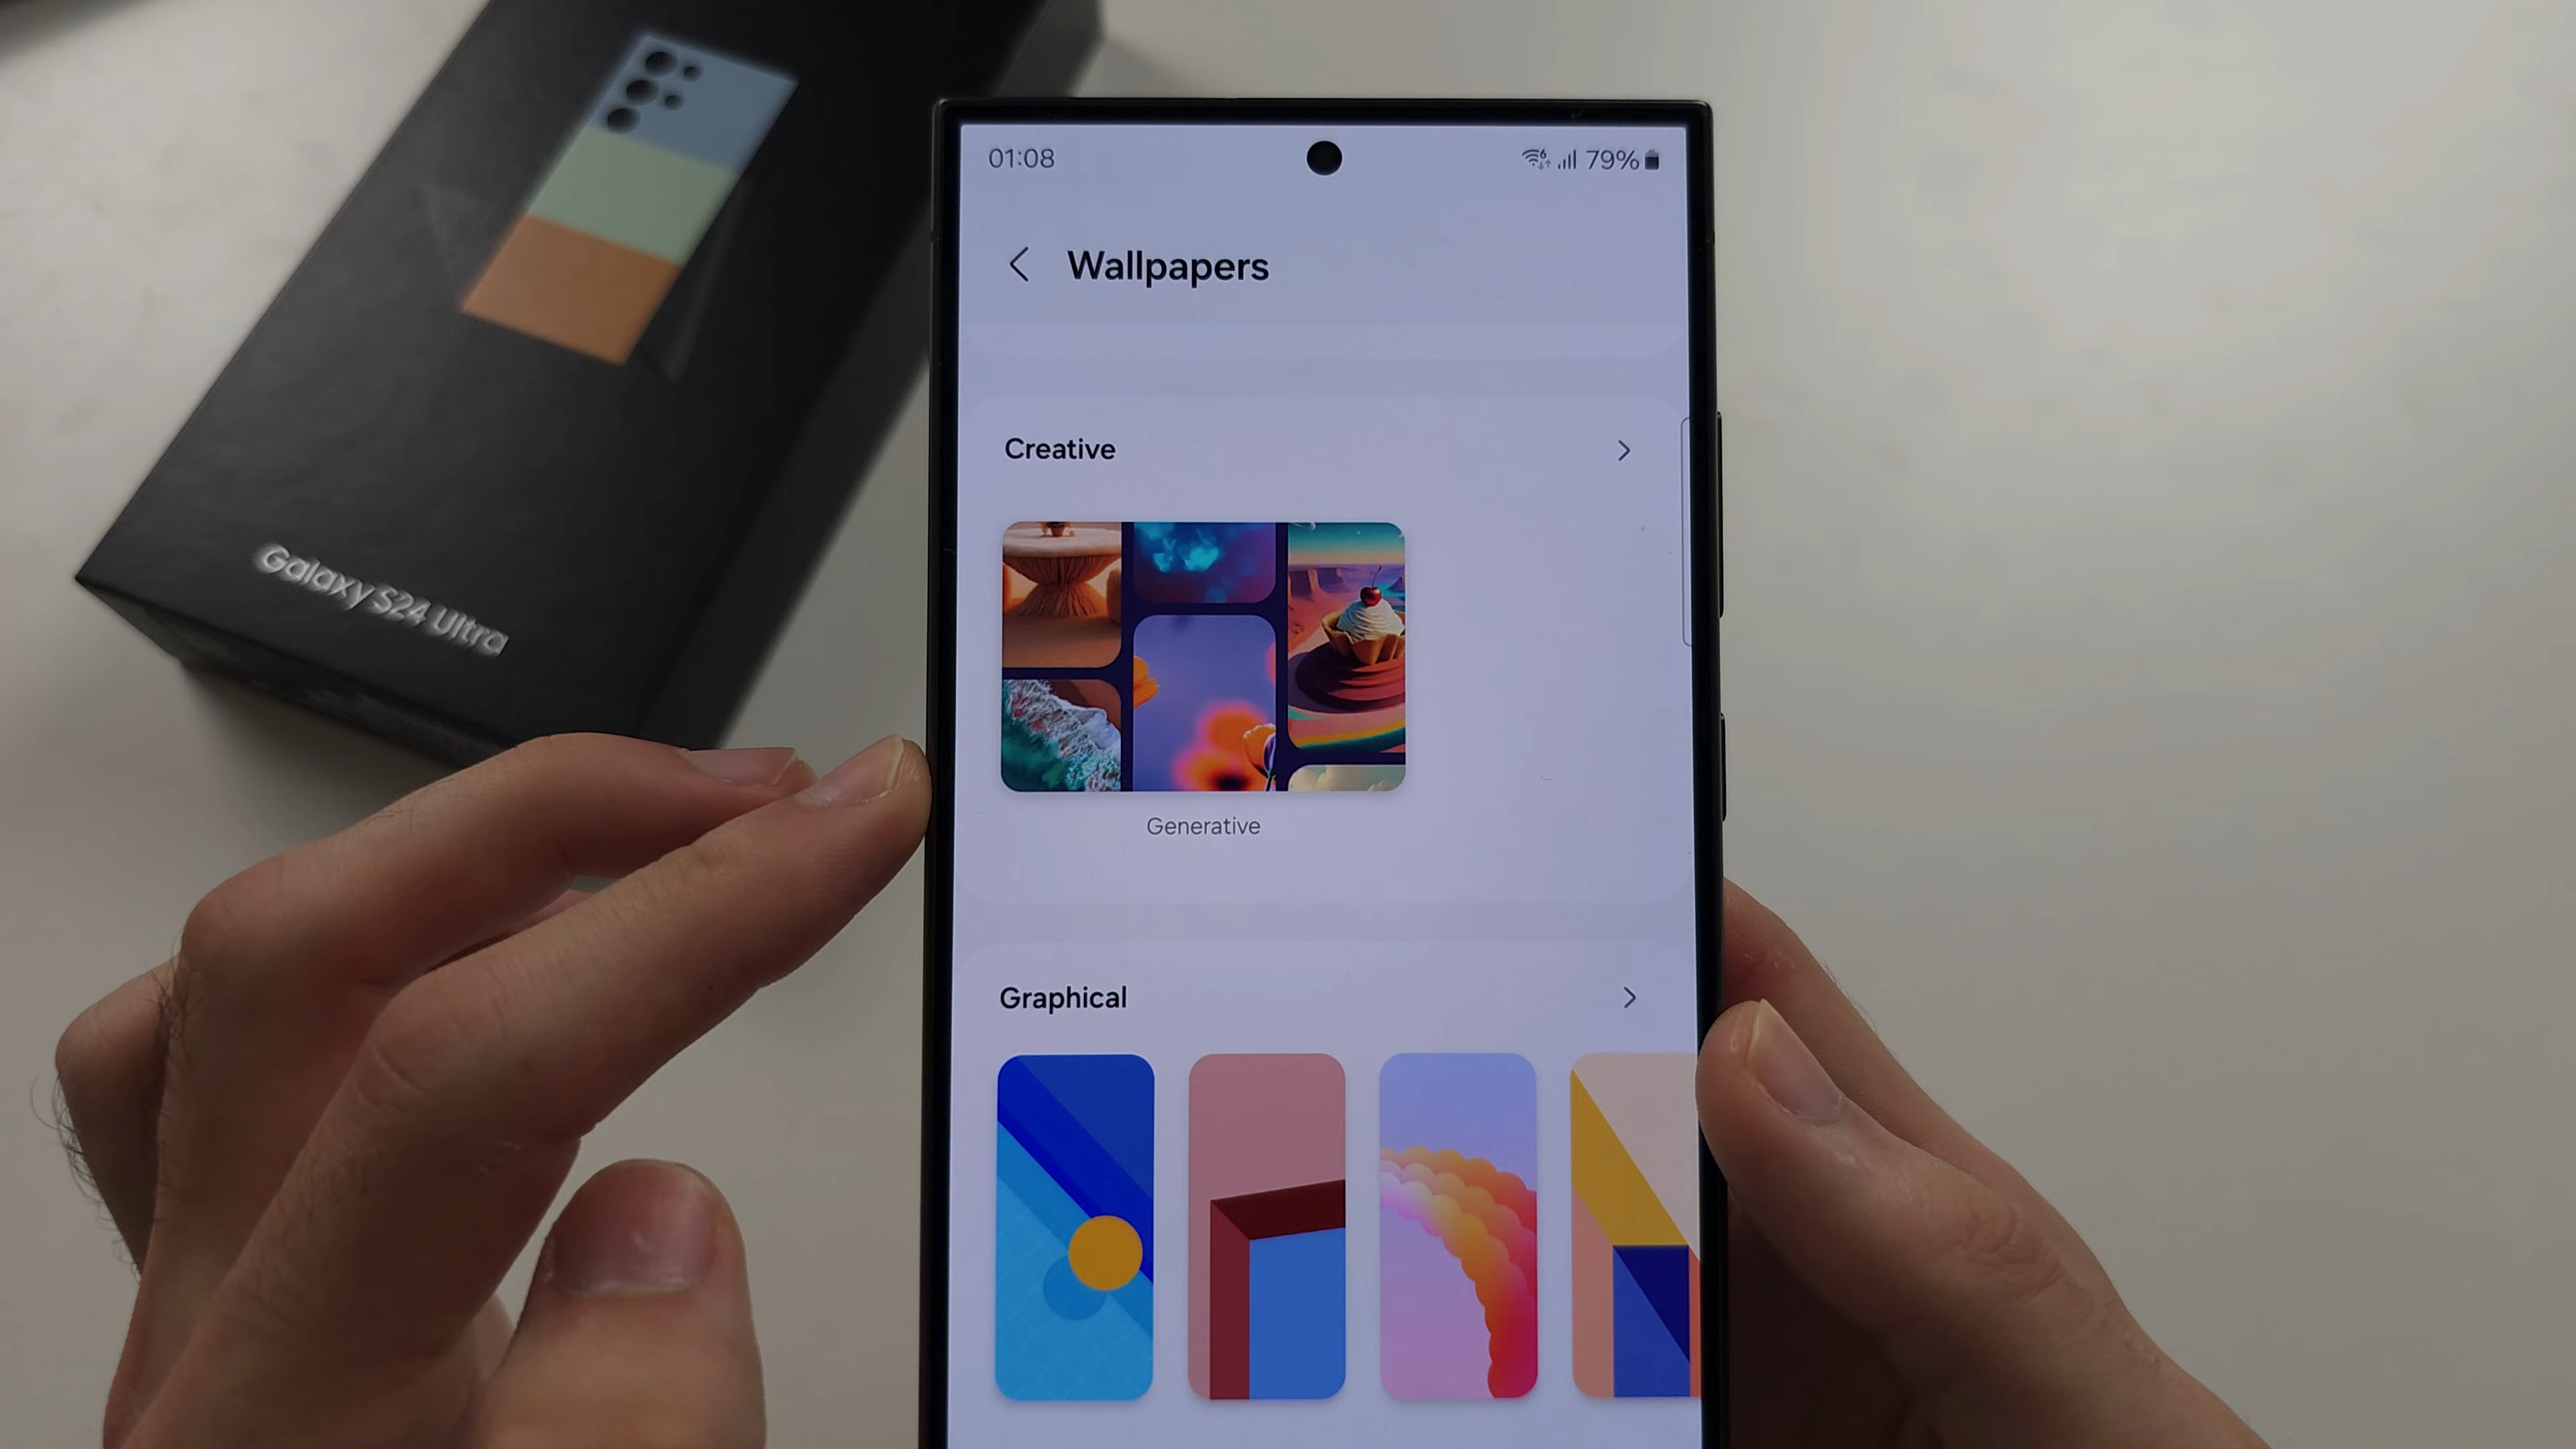 01:08
79%
Wallpapers
Creative
Galaxy S24 Ultra
Generative
Graphical